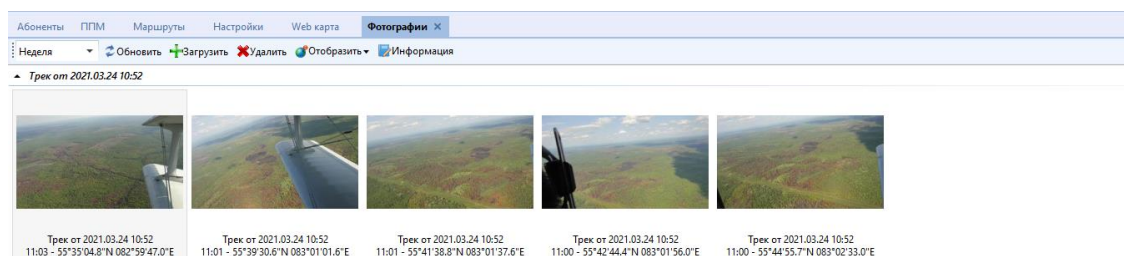 Абоненты ППМ Маршруты Настройки Web карта Фотографии ×
Неделя Обновить Загрузить Удалить Отобразить Информация
Трек от 2021.03.24 10:52
Трек от 2021.03.24 10:52
11:03 - 55°35'04.8"N 082°59'47.0"E
Трек от 2021.03.24 10:52
11:01 - 55°39'30.6"N 083°01'01.6"E
Трек от 2021.03.24 10:52
11:01 - 55°41'38.8"N 083°01'37.6"E
Трек от 2021.03.24 10:52
11:00 - 55°42'44.4"N 083°01'56.0"E
Трек от 2021.03.24 10:52
11:00 - 55°44'55.7"N 083°02'33.0"E